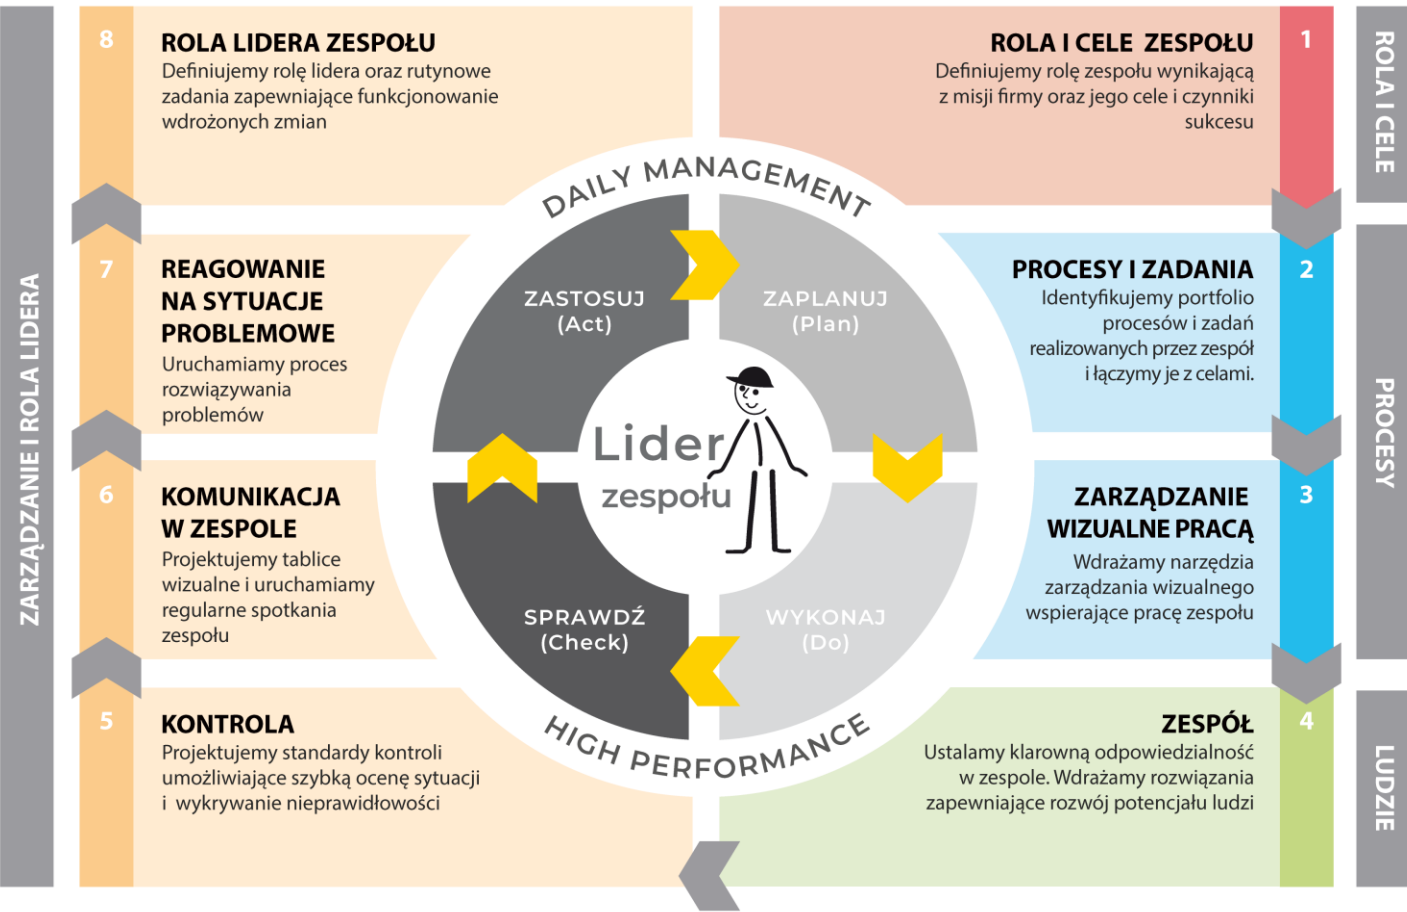 ZARZĄDZANIE I ROLA LIDERA
8
ROLA LIDERA ZESPOŁU
Definiujemy rolę lidera oraz rutynowe
zadania zapewniające funkcjonowanie
wdrożonych zmian
7
REAGOWANIE
NA SYTUACJE
PROBLEMOWE
Uruchamiamy proces
rozwiązywania
problemów
6
KOMUNIKACJA
W ZESPOLE
Projektujemy tablice
wizualne i uruchamiamy
regularne spotkania
zespołu
5
KONTROLA
Projektujemy standardy kontroli
umożliwiające szybką ocenę sytuacji
i wykrywanie nieprawidłowości
DAILY MANAGEMENT
ZASTOSUJ
(Act)
ZAPLANUJ
(Plan)
Lider
zespołu
SPRAWDŹ
(Check)
WYKONAJ
(Do)
HIGH PERFORMANCE
1
ROLA I CELE ZESPOŁU
Definiujemy rolę zespołu wynikającą
z misji firmy oraz jego cele i czynniki
sukcesu
2
PROCESY I ZADANIA
Identyfikujemy portfolio
procesów i zadań
realizowanych przez zespół
i łączymy je z celami.
3
ZARZĄDZANIE
WIZUALNE PRACĄ
Wdrażamy narzędzia
zarządzania wizualnego
wspierające pracę zespołu
4
ZESPÓŁ
Ustalamy klarowną odpowiedzialność
w zespole. Wdrażamy rozwiązania
zapewniające rozwój potencjału ludzi
ROLA I CELE
PROCESY
LUDZIE